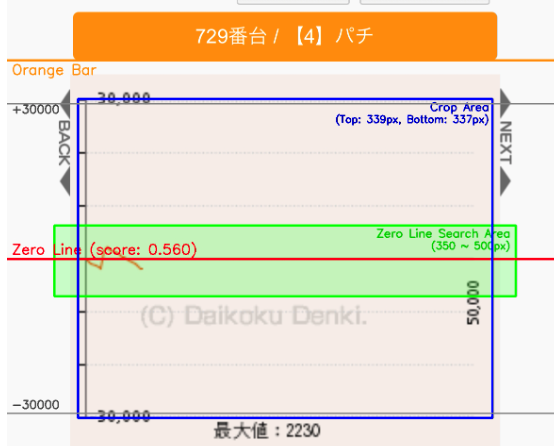 729番台 / 【4】パチ
Orange Bar
+30000
30,000
Crop Area
(Top: 339px, Bottom: 337px)
BACK
NEXT
Zero Line Search Area
(350 ~ 500px)
Zero Line (score: 0.560)
50,000
(C) Daikoku Denki.
-30000
30,000
最大値：2230